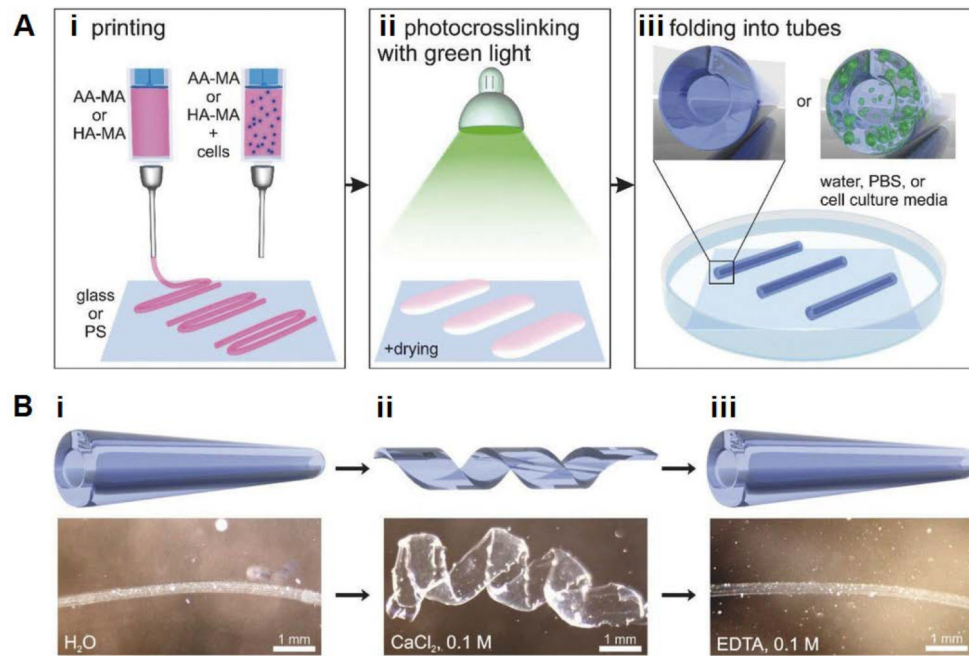 A
i printing
AA-MA
or
HA-MA
AA-MA
or
HA-MA
+
cells
glass
or
PS
ii photocrosslinking
with green light
+drying
iii folding into tubes
or
water, PBS, or
cell culture media
B
i
ii
iii
H₂O
1 mm
CaCl₂, 0.1 M
1 mm
EDTA, 0.1 M
1 mm